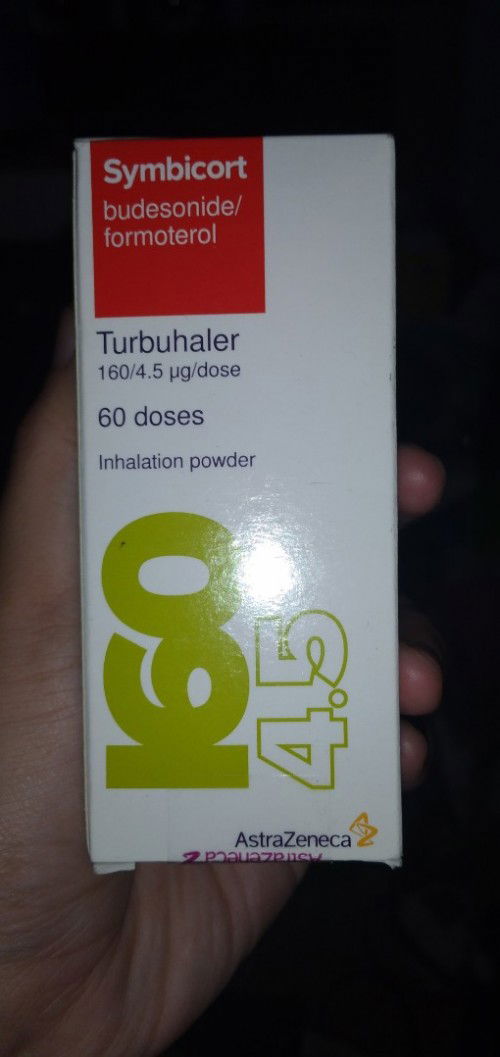 Symbicort
budesonide/
formoterol
Turbuhaler
160/4.5 µg/dose
60 doses
Inhalation powder
160
4.5
AstraZeneca
AstraZeneca